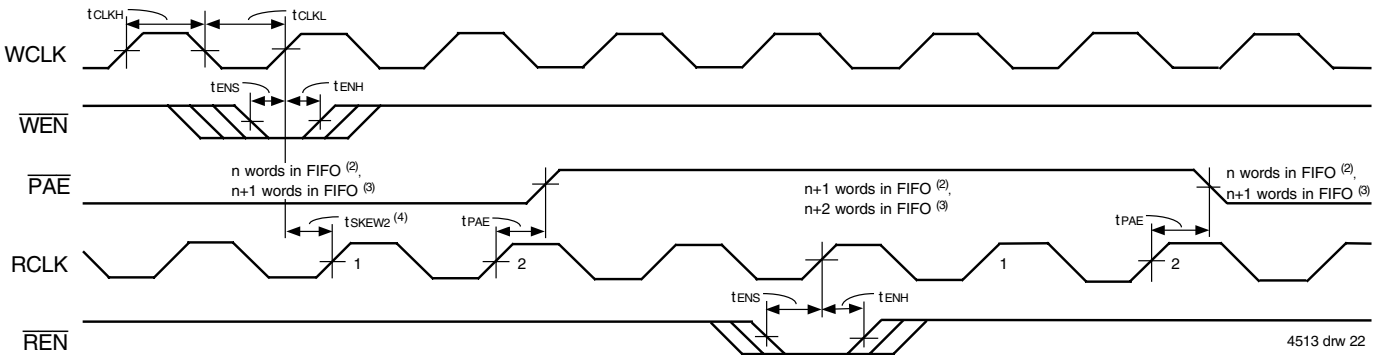 tCLKH
tCLKL
WCLK
tENS
tENH
WEN
n words in FIFO (2),
n+1 words in FIFO (3)
PAE
n+1 words in FIFO (2),
n+2 words in FIFO (3)
n words in FIFO (2),
n+1 words in FIFO (3)
tSKEW2 (4)
tPAE
tPAE
RCLK
1
2
1
2
tENS
tENH
REN
4513 drw 22